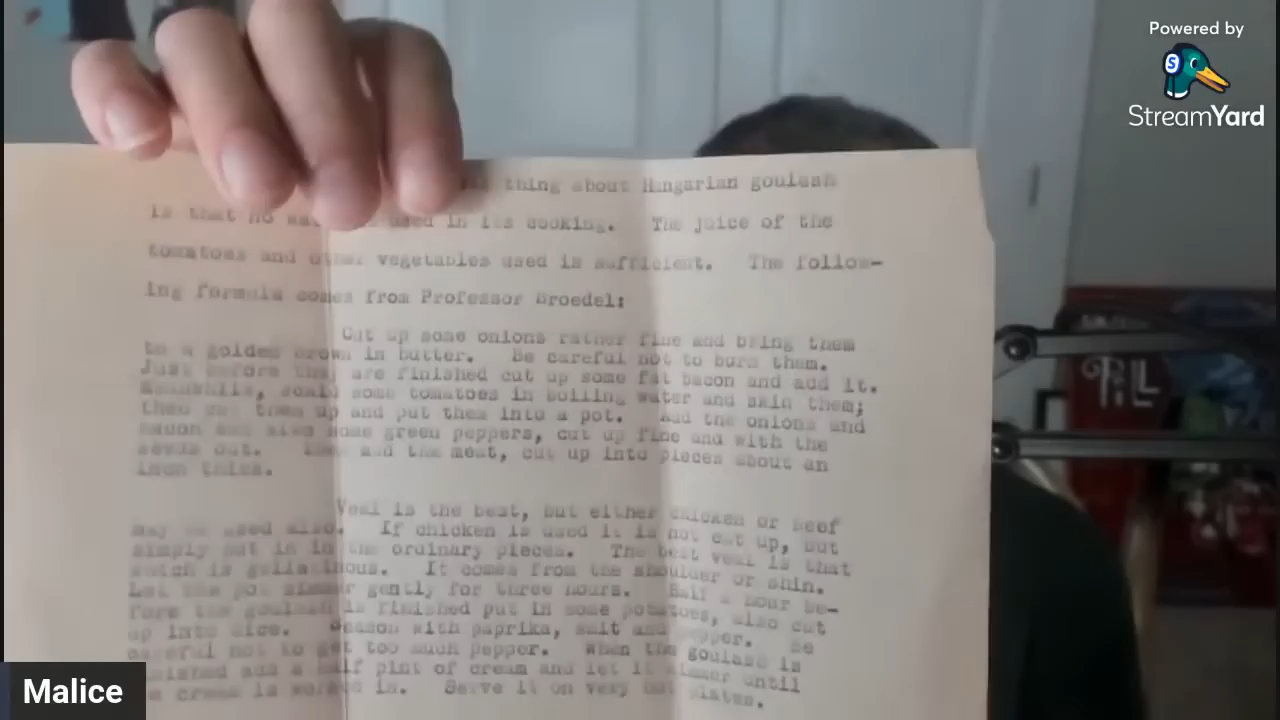 Powered by
StreamYard
thing about Hungarian goulash
is that no used in its cooking. The juice of the
tomatoes and other vegetables used is sufficient. The follow-
ing formula comes from Professor Broedel:
Cut up some onions rather fine and bring them
to a golden brown in butter. Be careful not to burn them.
Just before they are finished cut up some fat bacon and add it.
Meanwhile, scald some tomatoes in boiling water and skin them;
then cut them up and put them into a pot. Add the onions and
bacon and also some green peppers, cut up fine and with the
seeds out. Then add the meat, cut up into pieces about an
inch thick.
Veal is the best, but either chicken or beef
may be used also. If chicken is used it is not cut up, but
simply put in in the ordinary pieces. The best veal is that
which is gelatinous. It comes from the shoulder or shin.
Let the pot simmer gently for three hours. Half a hour be-
fore the goulash is finished put in some potatoes, also cut
up into dice. Season with paprika, salt and pepper. Be
careful not to get too much pepper. When the goulash is
finished add a half pint of cream and let it simmer until
cream is worked in. Serve it on very hot plates.
PILL
Malice